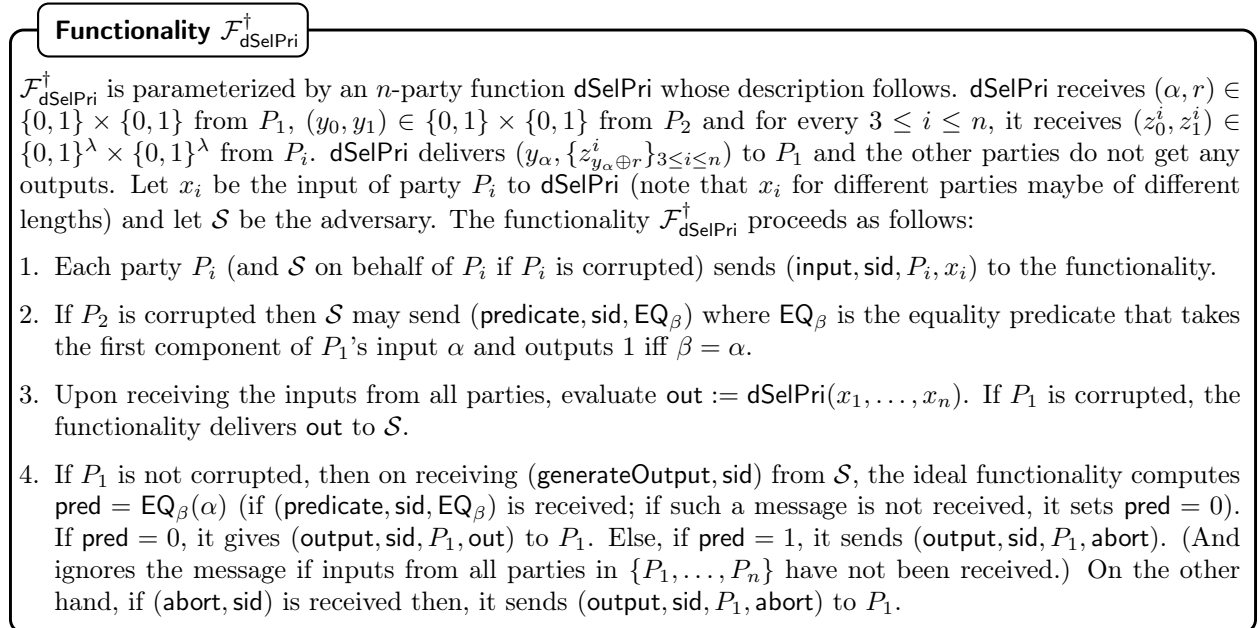 Functionality F†dSelPri
F†dSelPri is parameterized by an n-party function dSelPri whose description follows. dSelPri receives (α, r) ∈
{0, 1} × {0, 1} from P1, (y0, y1) ∈ {0, 1} × {0, 1} from P2 and for every 3 ≤ i ≤ n, it receives (z^i_0, z^i_1) ∈
{0, 1}^λ × {0, 1}^λ from Pi. dSelPri delivers (yα, {z^i_{yα⊕r}}3≤i≤n) to P1 and the other parties do not get any
outputs. Let xi be the input of party Pi to dSelPri (note that xi for different parties maybe of different
lengths) and let S be the adversary. The functionality F†dSelPri proceeds as follows:
1. Each party Pi (and S on behalf of Pi if Pi is corrupted) sends (input, sid, Pi, xi) to the functionality.
2. If P2 is corrupted then S may send (predicate, sid, EQβ) where EQβ is the equality predicate that takes
the first component of P1's input α and outputs 1 iff β = α.
3. Upon receiving the inputs from all parties, evaluate out := dSelPri(x1, . . . , xn). If P1 is corrupted, the
functionality delivers out to S.
4. If P1 is not corrupted, then on receiving (generateOutput, sid) from S, the ideal functionality computes
pred = EQβ(α) (if (predicate, sid, EQβ) is received; if such a message is not received, it sets pred = 0).
If pred = 0, it gives (output, sid, P1, out) to P1. Else, if pred = 1, it sends (output, sid, P1, abort). (And
ignores the message if inputs from all parties in {P1, . . . , Pn} have not been received.) On the other
hand, if (abort, sid) is received then, it sends (output, sid, P1, abort) to P1.